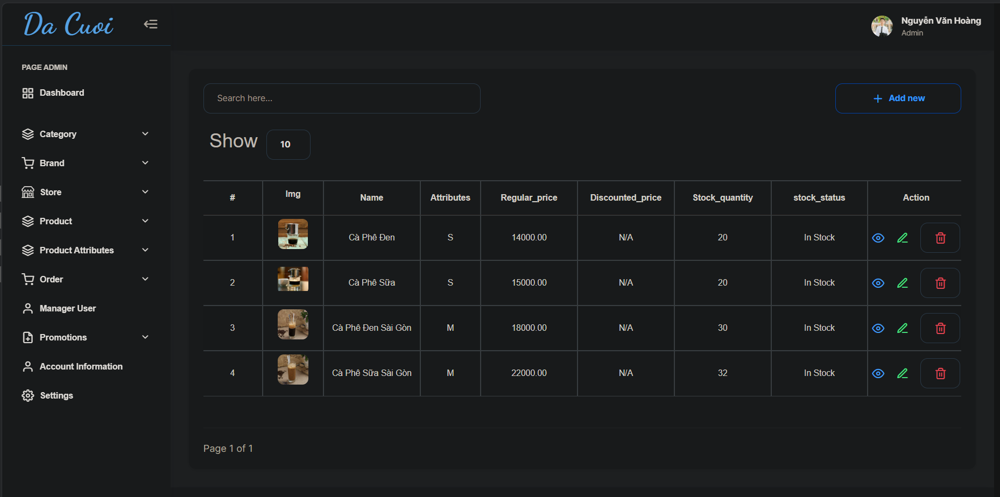 Da Cuoi
Nguyễn Văn Hoàng
Admin
PAGE ADMIN
Dashboard
Category
Brand
Store
Product
Product Attributes
Order
Manager User
Promotions
Account Information
Settings
Search here...
Add new
Show 10
# Img Name Attributes Regular_price Discounted_price Stock_quantity stock_status Action
1 Cà Phê Đen S 14000.00 N/A 20 In Stock
2 Cà Phê Sữa S 15000.00 N/A 20 In Stock
3 Cà Phê Đen Sài Gòn M 18000.00 N/A 30 In Stock
4 Cà Phê Sữa Sài Gòn M 22000.00 N/A 32 In Stock
Page 1 of 1